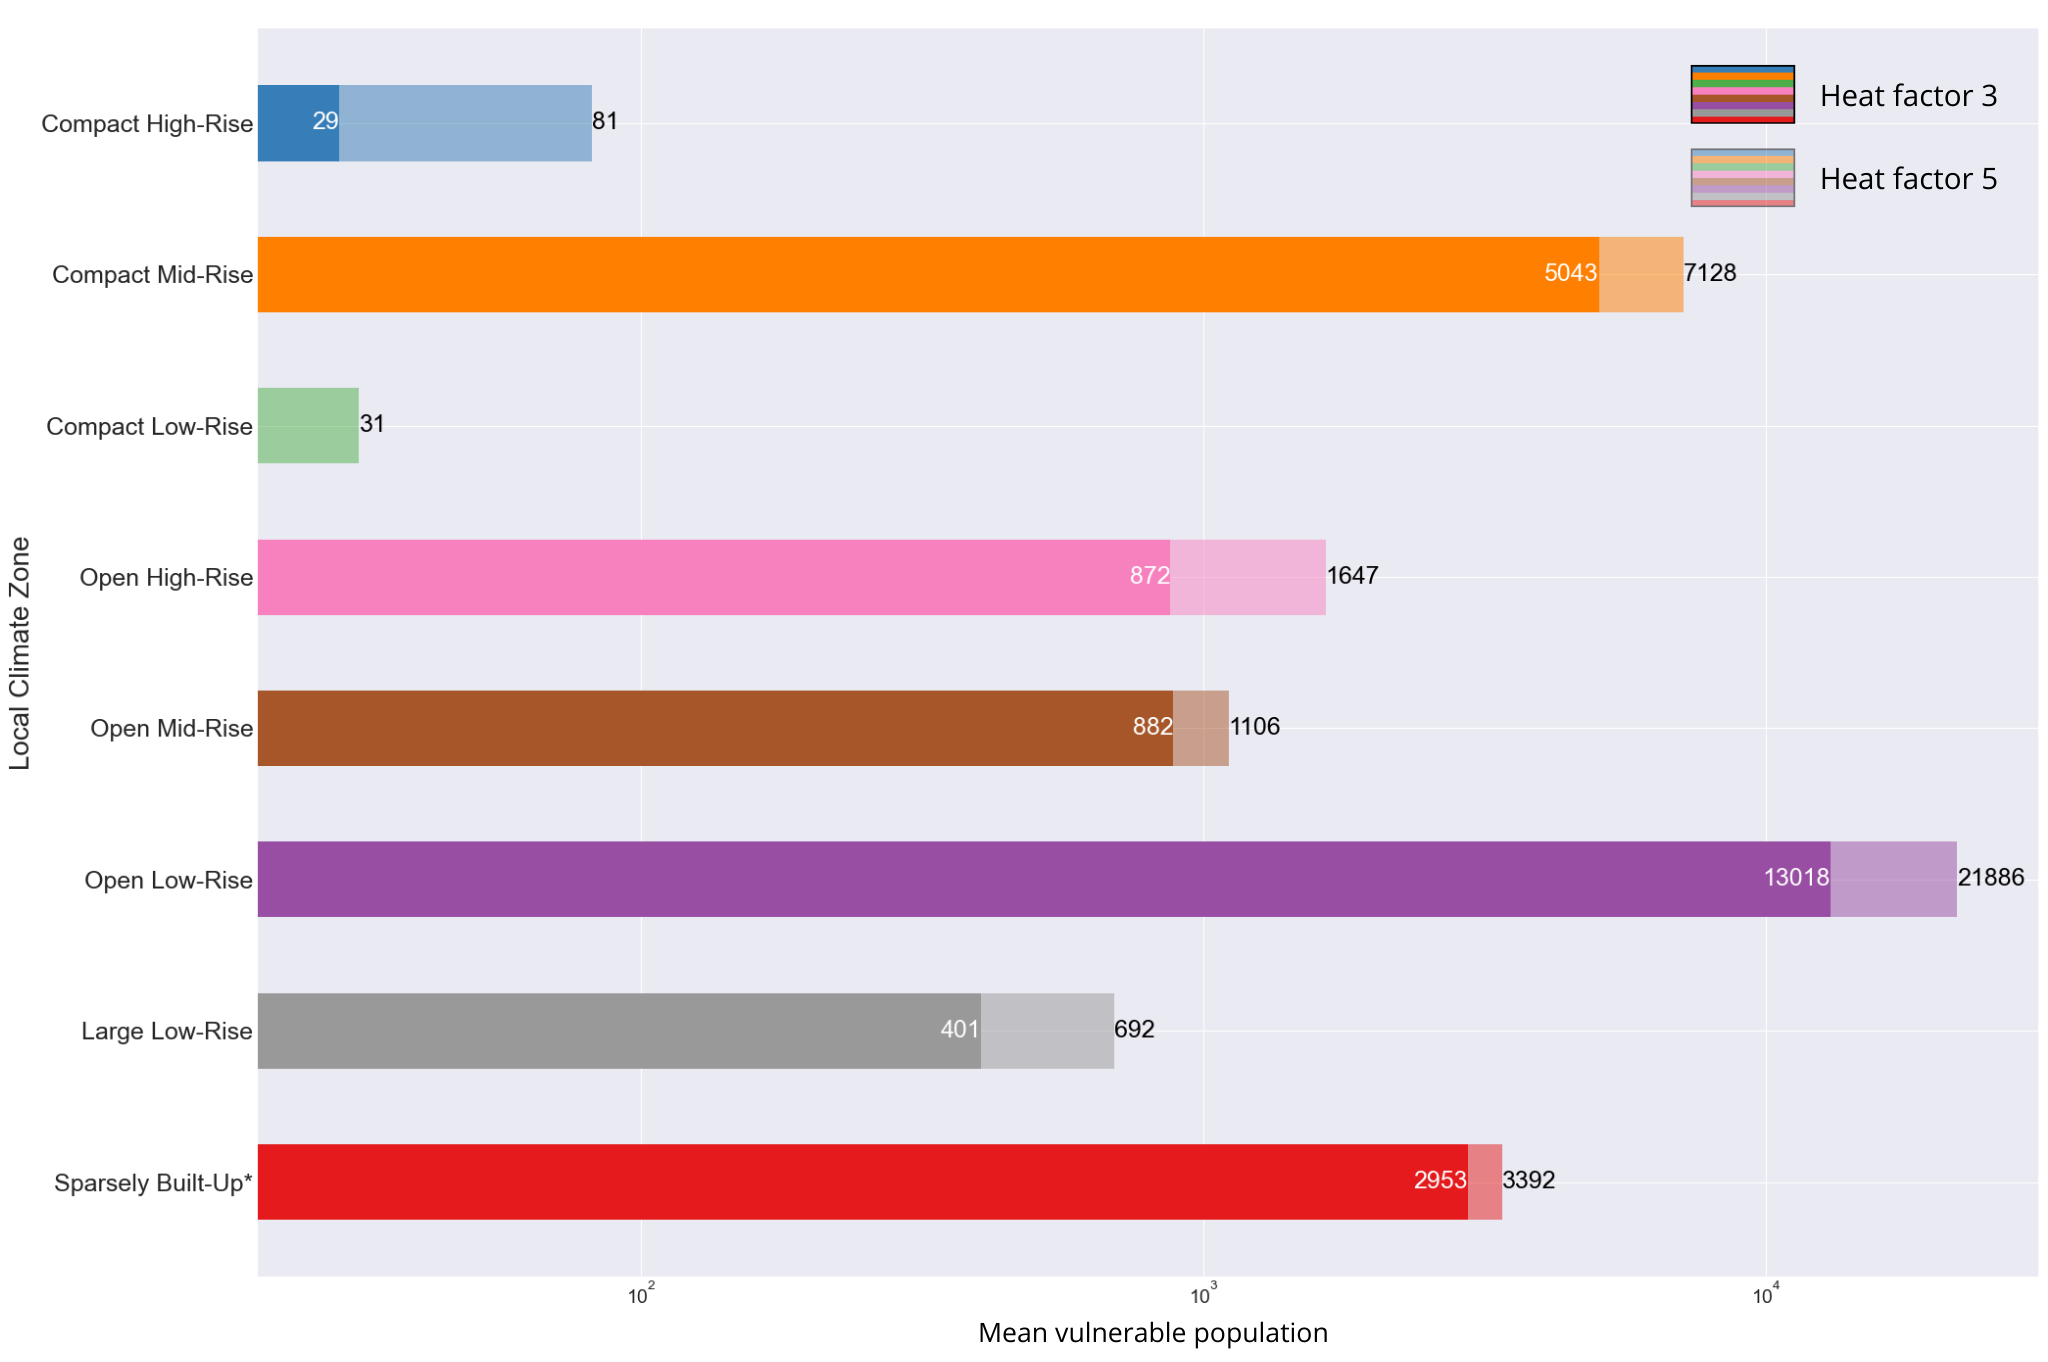 Heat factor 3
Heat factor 5
Compact High-Rise
29
81
Compact Mid-Rise
5043
7128
Compact Low-Rise
31
Open High-Rise
872
1647
Open Mid-Rise
882
1106
Open Low-Rise
13018
21886
Large Low-Rise
401
692
Sparsely Built-Up*
2953
3392
Local Climate Zone
10² 10³ 10⁴
Mean vulnerable population